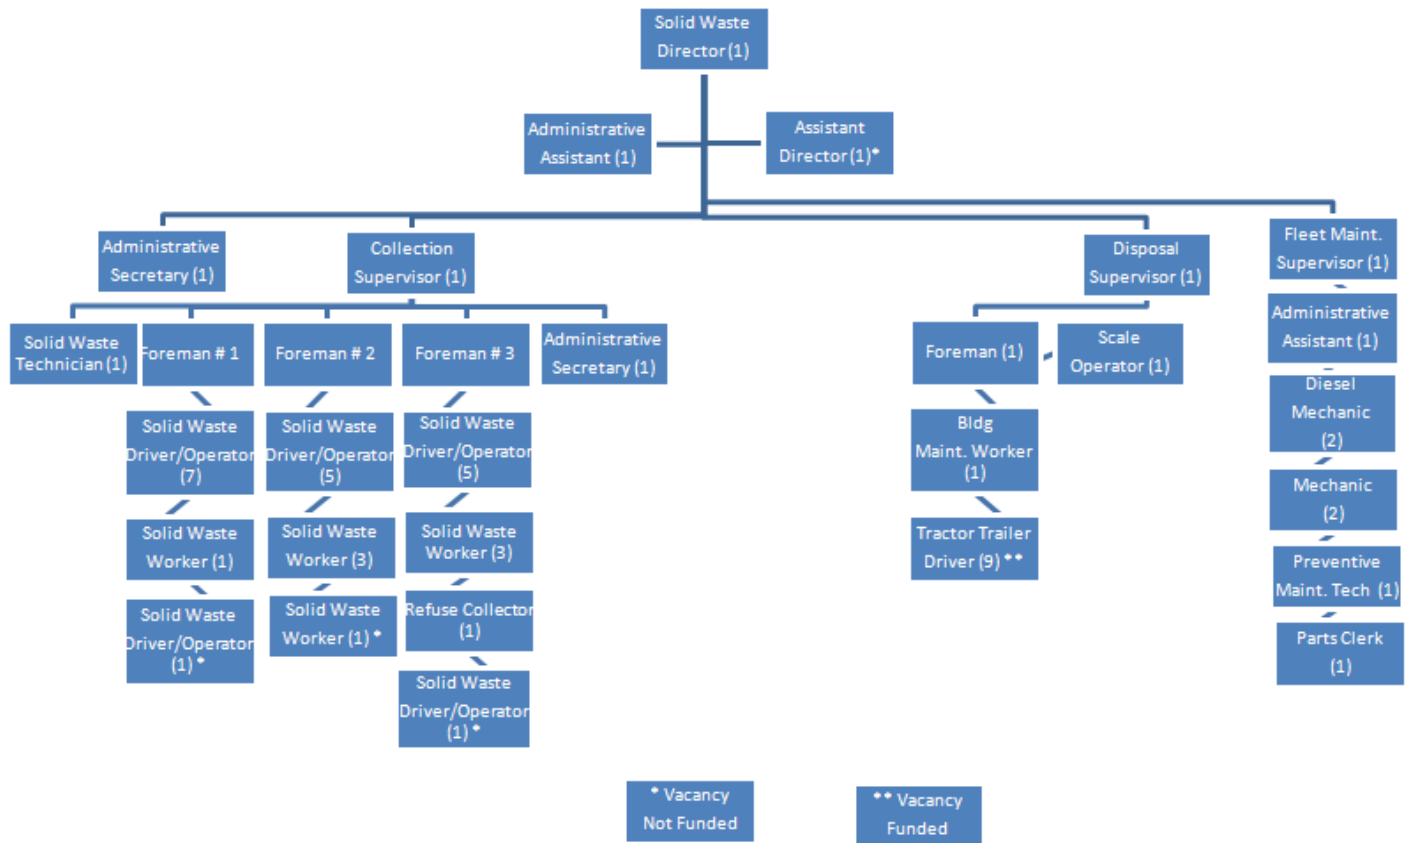 Solid Waste
Director (1)
Administrative
Assistant (1)
Assistant
Director (1)*
Administrative
Secretary (1)
Collection
Supervisor (1)
Disposal
Supervisor (1)
Fleet Maint.
Supervisor (1)
Solid Waste
Technician (1)
Foreman # 1
Foreman # 2
Foreman # 3
Administrative
Secretary (1)
Foreman (1)
Scale
Operator (1)
Administrative
Assistant (1)
Solid Waste
Driver/Operator
(7)
Solid Waste
Driver/Operator
(5)
Solid Waste
Driver/Operator
(5)
Bldg
Maint. Worker
(1)
Diesel
Mechanic
(2)
Solid Waste
Worker (1)
Solid Waste
Worker (3)
Solid Waste
Worker (3)
Tractor Trailer
Driver (9) **
Mechanic
(2)
Solid Waste
Driver/Operator
(1) *
Solid Waste
Worker (1) *
Refuse Collector
(1)
Preventive
Maint. Tech (1)
Solid Waste
Driver/Operator
(1) *
Parts Clerk
(1)
* Vacancy
Not Funded
** Vacancy
Funded